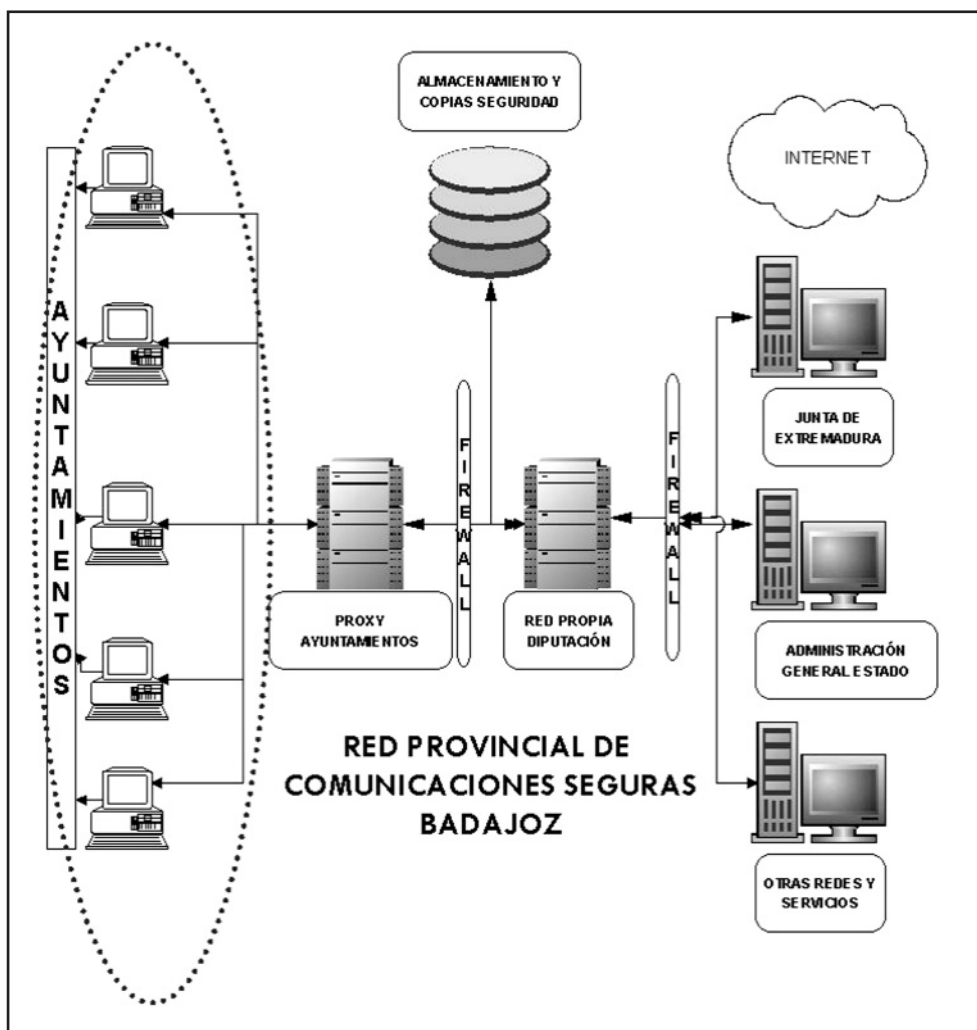 ALMACENAMIENTO Y
COPIAS SEGURIDAD
INTERNET
AYUNTAMIENTOS
FIREWALL
FIREWALL
JUNTA DE
EXTREMADURA
PROXY
AYUNTAMIENTOS
RED PROPIA
DIPUTACIÓN
ADMINISTRACIÓN
GENERAL ESTADO
RED PROVINCIAL DE
COMUNICACIONES SEGURAS
BADAJOZ
OTRAS REDES Y
SERVICIOS